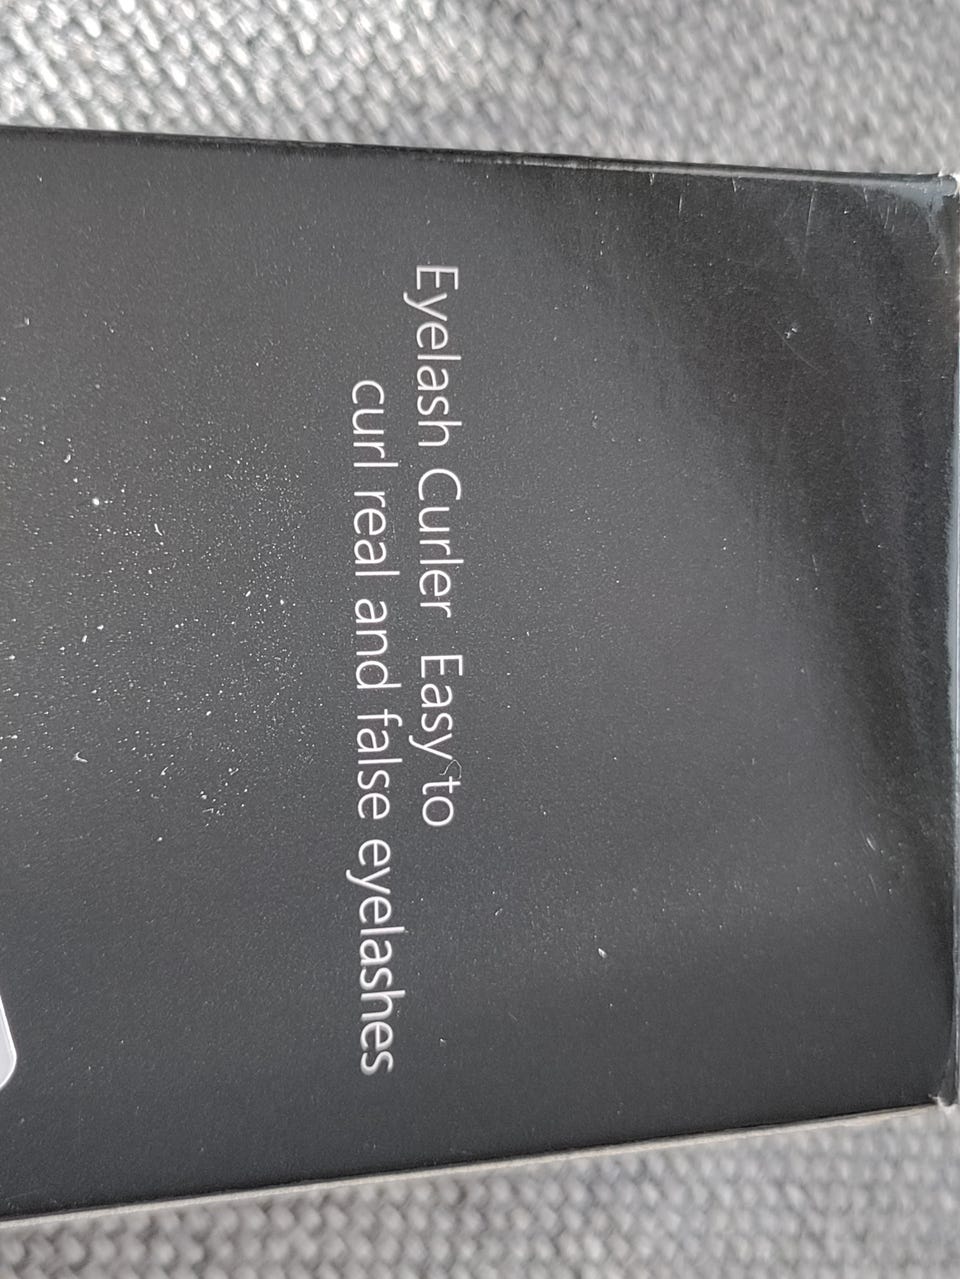 Eyelash Curler Easy to
curl real and false eyelashes